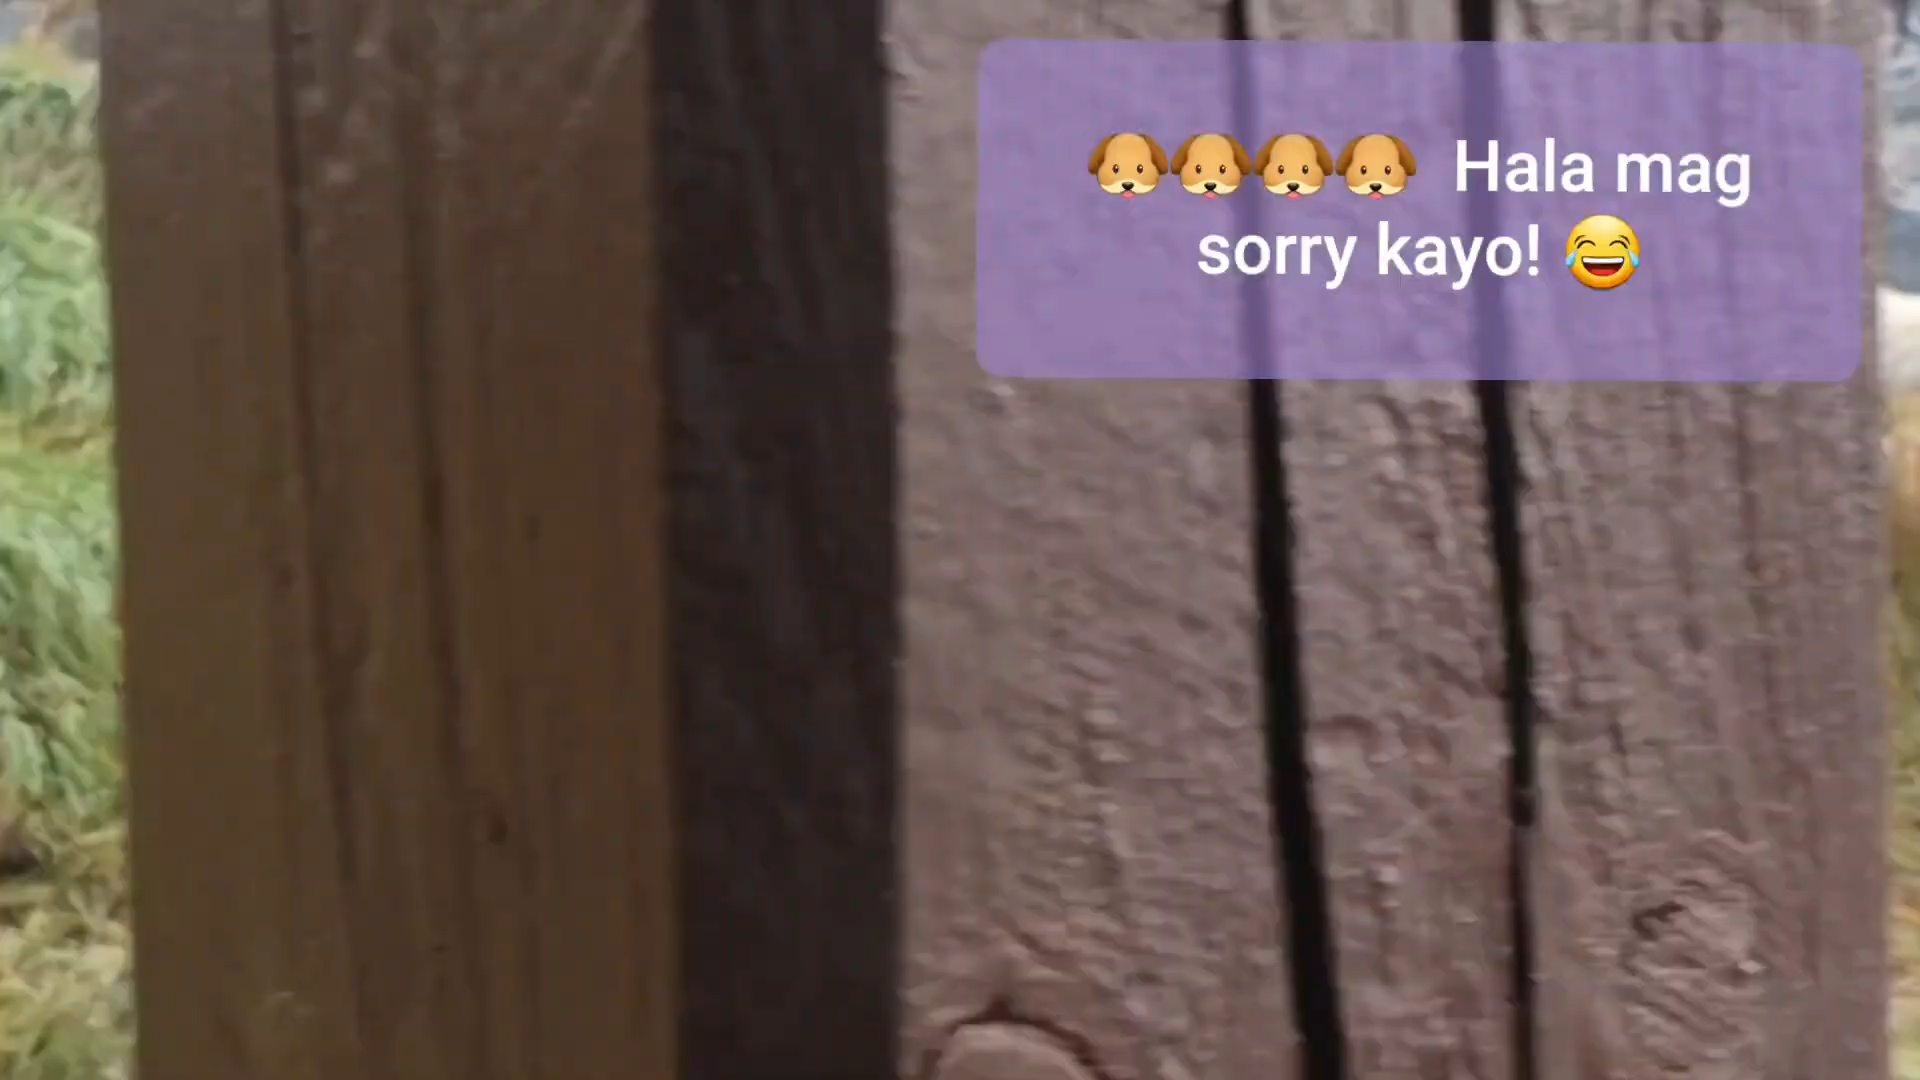 🐶🐶🐶🐶 Hala mag
sorry kayo! 😂